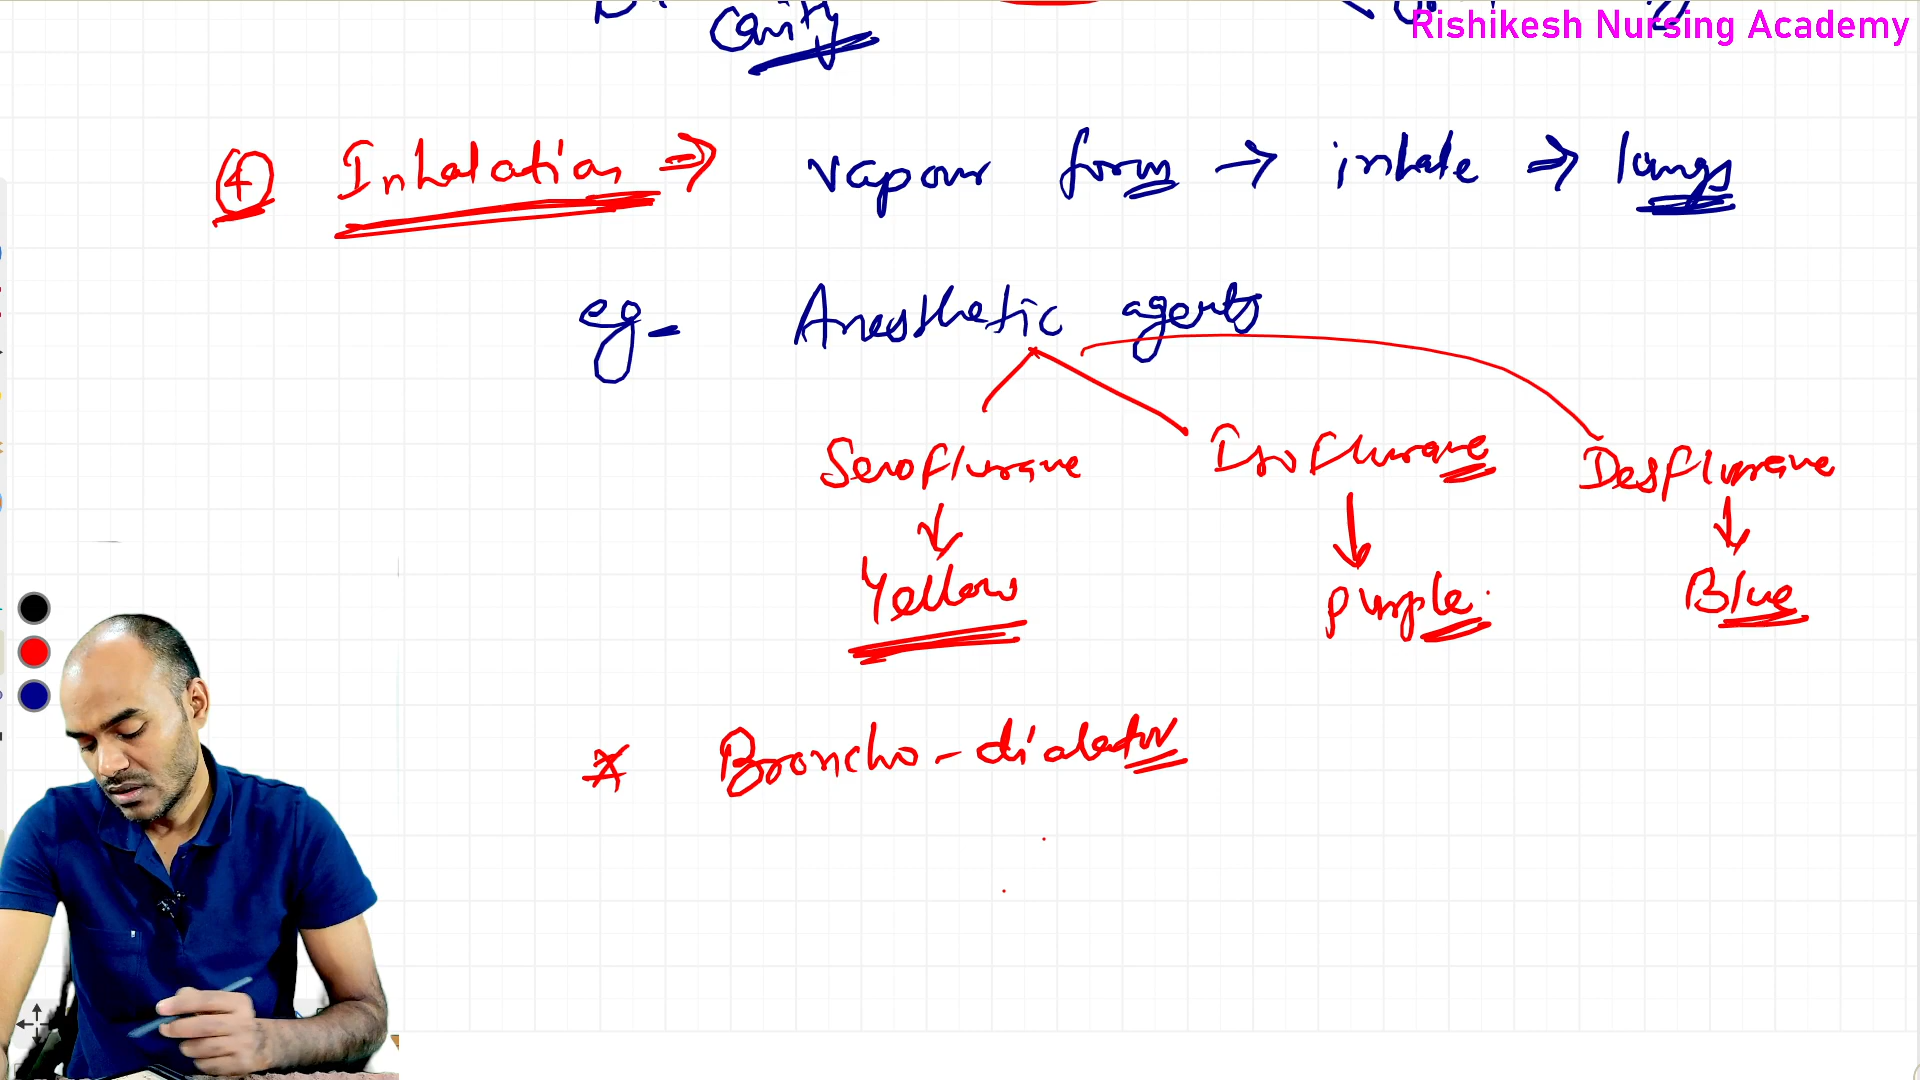 Cavity
Rishikesh Nursing Academy
④ Inhalation ⇒ vapour form → inhale ⇒ lungs
eg- Anesthetic agents
Sevoflurane Isoflurane Desflurane
↓ ↓ ↓
Yellow purple Blue
* Broncho-dialator